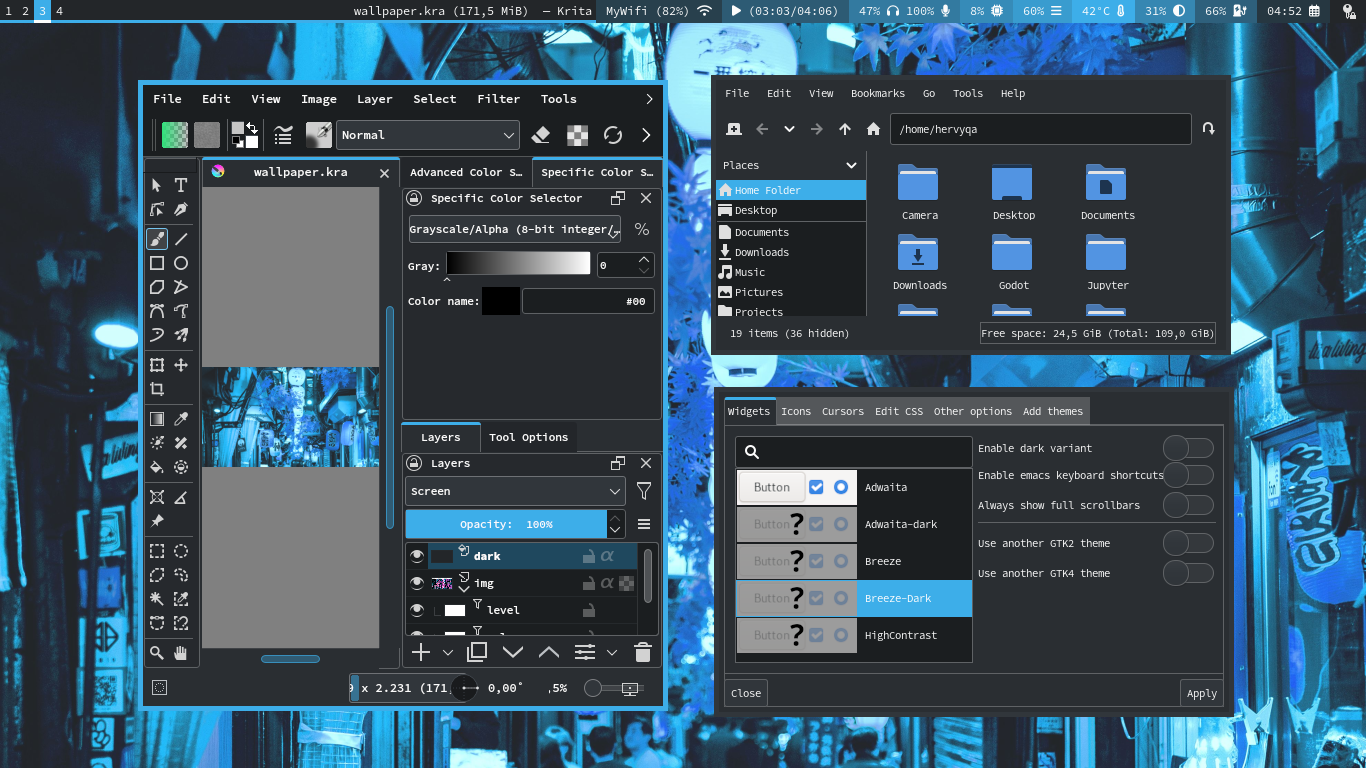 1 2 3 4 wallpaper.kra (171,5 MiB) — Krita MyWifi (82%) (03:03/04:06) 47% 100% 8% 60% 42°C 31% 66% 04:52
File Edit View Image Layer Select Filter Tools
Normal
wallpaper.kra
Advanced Color S... Specific Color S...
Specific Color Selector
Grayscale/Alpha (8-bit integer/ %
Gray: 0
Color name: #00
Layers Tool Options
Layers
Screen
Opacity: 100%
dark α
img α
level
x 2.231 (171, 0,00° ,5%
File Edit View Bookmarks Go Tools Help
/home/hervyqa
Places
Home Folder
Desktop
Documents
Downloads
Music
Pictures
Projects
Camera Desktop Documents
Downloads Godot Jupyter
19 items (36 hidden) Free space: 24,5 GiB (Total: 109,0 GiB)
Widgets Icons Cursors Edit CSS Other options Add themes
Button Adwaita
Button ? Adwaita-dark
Button ? Breeze
Button ? Breeze-Dark
Button ? HighContrast
Enable dark variant
Enable emacs keyboard shortcuts
Always show full scrollbars
Use another GTK2 theme
Use another GTK4 theme
Close Apply